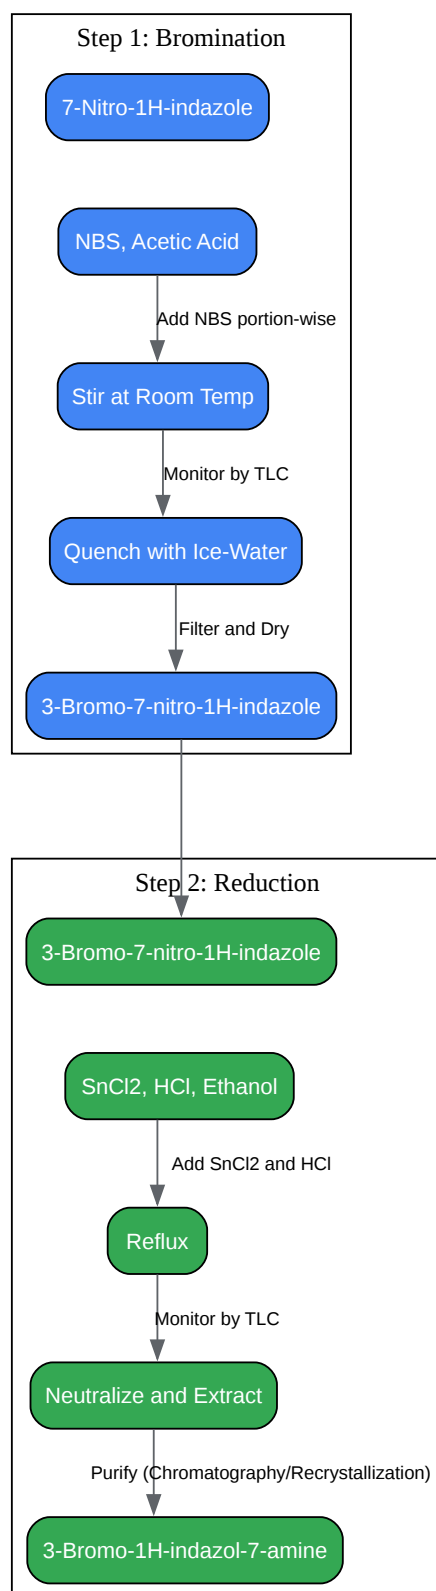 Step 1: Bromination
7-Nitro-1H-indazole
NBS, Acetic Acid
Add NBS portion-wise
Stir at Room Temp
Monitor by TLC
Quench with Ice-Water
Filter and Dry
3-Bromo-7-nitro-1H-indazole
Step 2: Reduction
3-Bromo-7-nitro-1H-indazole
SnCl2, HCl, Ethanol
Add SnCl2 and HCl
Reflux
Monitor by TLC
Neutralize and Extract
Purify (Chromatography/Recrystallization)
3-Bromo-1H-indazol-7-amine